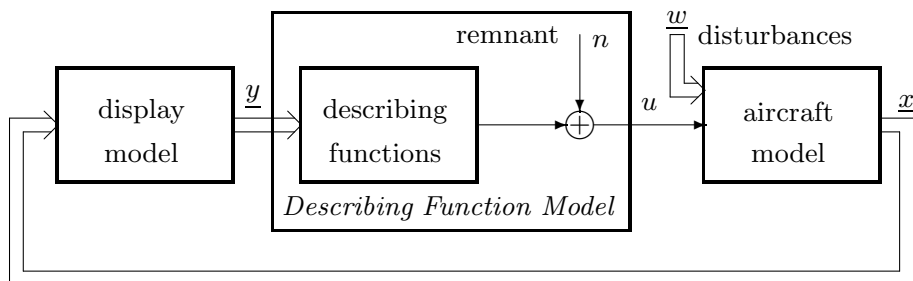 remnant
n
w
disturbances
display
model
y
describing
functions
u
aircraft
model
x
Describing Function Model